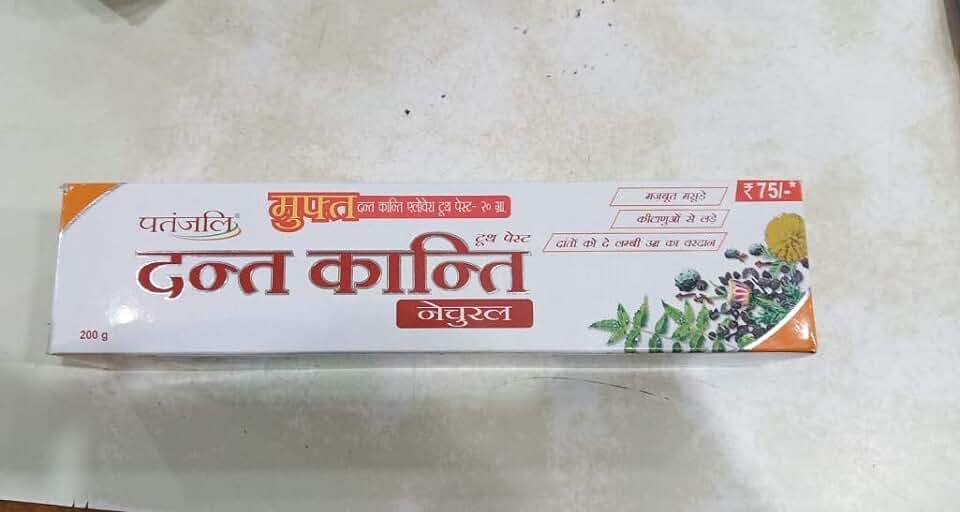 पतंजलि®
मुफ्त दन्त कान्ति एलोवेरा टूथ पेस्ट- २० ग्रा.
टूथ पेस्ट
दन्त कान्ति
नेचुरल
200 g
मजबूत मसूड़े
कीटाणुओं से लड़े
दांतों को दे लम्बी उम्र का वरदान
₹ 75/-*